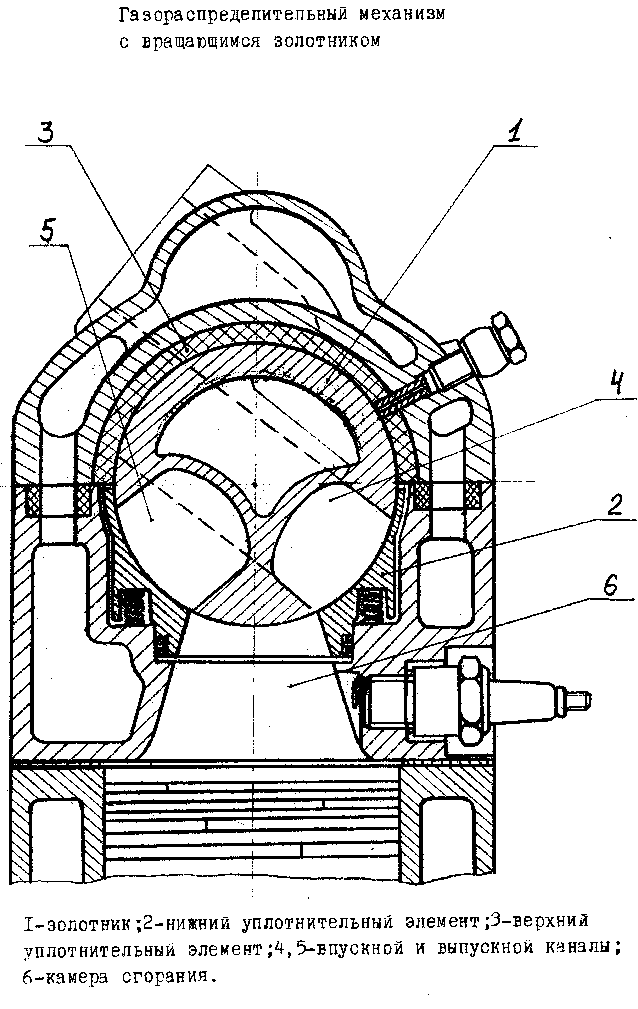 Газораспределительный механизм
с вращающимся золотником
3
1
5
4
2
6
1-золотник;2-нижний уплотнительный элемент;3-верхний
уплотнительный элемент;4,5-впускной и выпускной каналы;
6-камера сгорания.